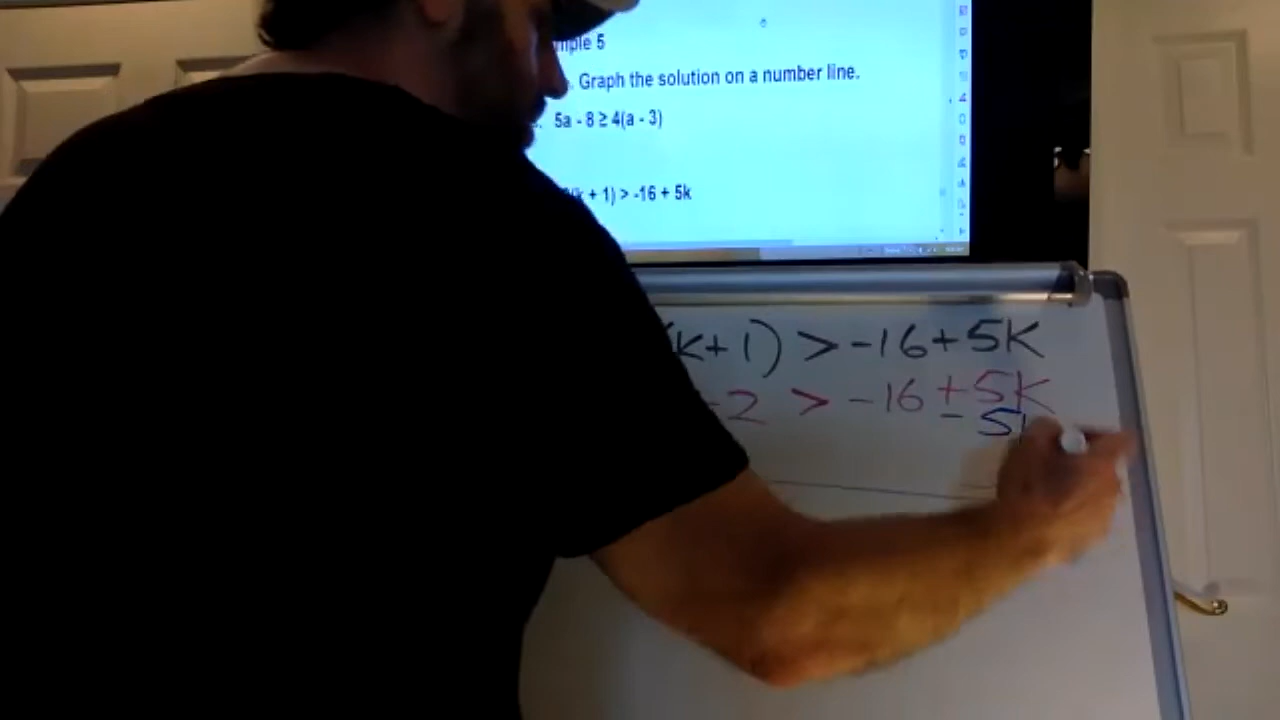 mple 5
. Graph the solution on a number line.
. 5a - 8 ≥ 4(a - 3)
(k + 1) > -16 + 5k
(k+1) > -16+5K
2 > -16 +5K
- 5